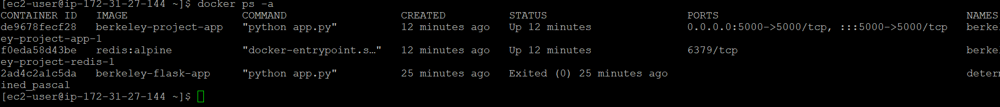 [ec2-user@ip-172-31-27-144 ~]$ docker ps -a
CONTAINER ID   IMAGE                  COMMAND                  CREATED          STATUS                      PORTS                                       NAMES
de9678fecf28   berkeley-project-app   "python app.py"          12 minutes ago   Up 12 minutes               0.0.0.0:5000->5000/tcp, :::5000->5000/tcp   berkel
ey-project-app-1
f0eda58d43be   redis:alpine           "docker-entrypoint.s…"   12 minutes ago   Up 12 minutes               6379/tcp                                    berkel
ey-project-redis-1
2ad4c2a1c5da   berkeley-flask-app     "python app.py"          25 minutes ago   Exited (0) 25 minutes ago                                               determ
ined_pascal
[ec2-user@ip-172-31-27-144 ~]$